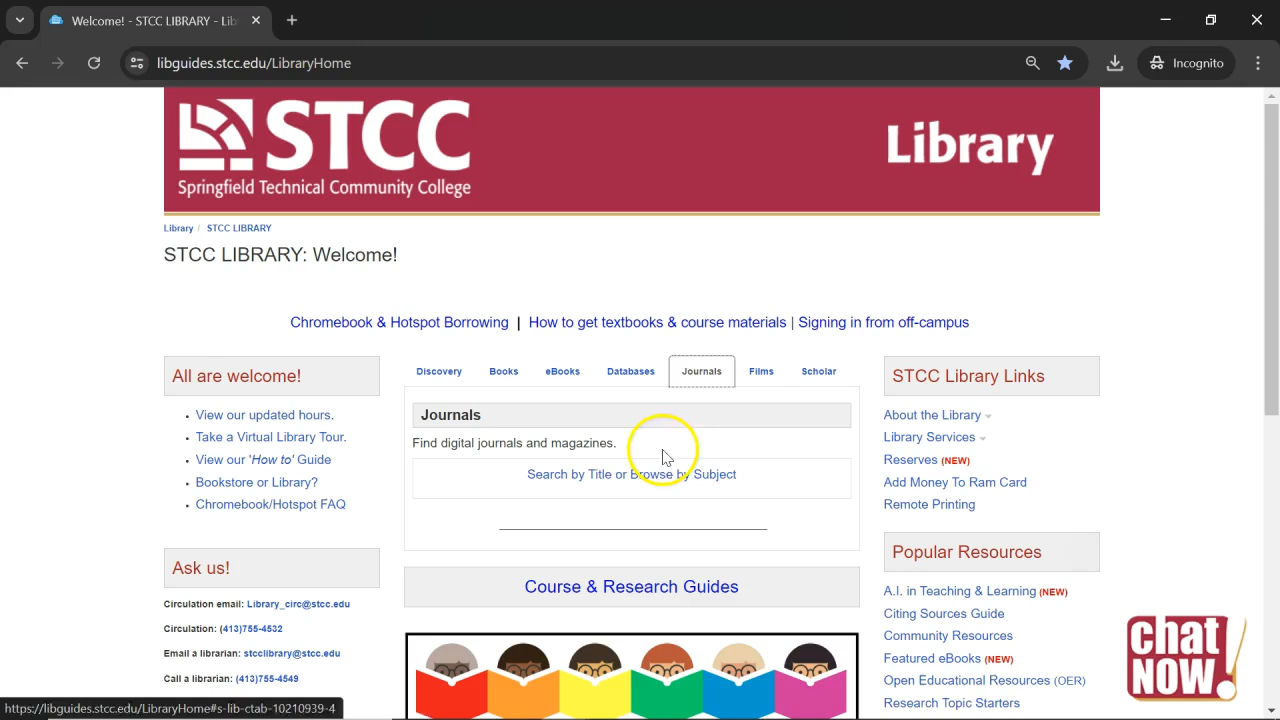 Welcome! - STCC LIBRARY - Lib
libguides.stcc.edu/LibraryHome
Incognito
STCC
Springfield Technical Community College
Library
Library / STCC LIBRARY
STCC LIBRARY: Welcome!
Chromebook & Hotspot Borrowing | How to get textbooks & course materials | Signing in from off-campus
All are welcome!
View our updated hours.
Take a Virtual Library Tour.
View our 'How to' Guide
Bookstore or Library?
Chromebook/Hotspot FAQ
Ask us!
Circulation email: Library_circ@stcc.edu
Circulation: (413)755-4532
Email a librarian: stcclibrary@stcc.edu
Call a librarian: (413)755-4549
Discovery Books eBooks Databases Journals Films Scholar
Journals
Find digital journals and magazines.
Search by Title or Browse by Subject
Course & Research Guides
STCC Library Links
About the Library
Library Services
Reserves (NEW)
Add Money To Ram Card
Remote Printing
Popular Resources
A.I. in Teaching & Learning (NEW)
Citing Sources Guide
Community Resources
Featured eBooks (NEW)
Open Educational Resources (OER)
Research Topic Starters
chat
NOW!
https://libguides.stcc.edu/LibraryHome#s-lib-ctab-10210939-4